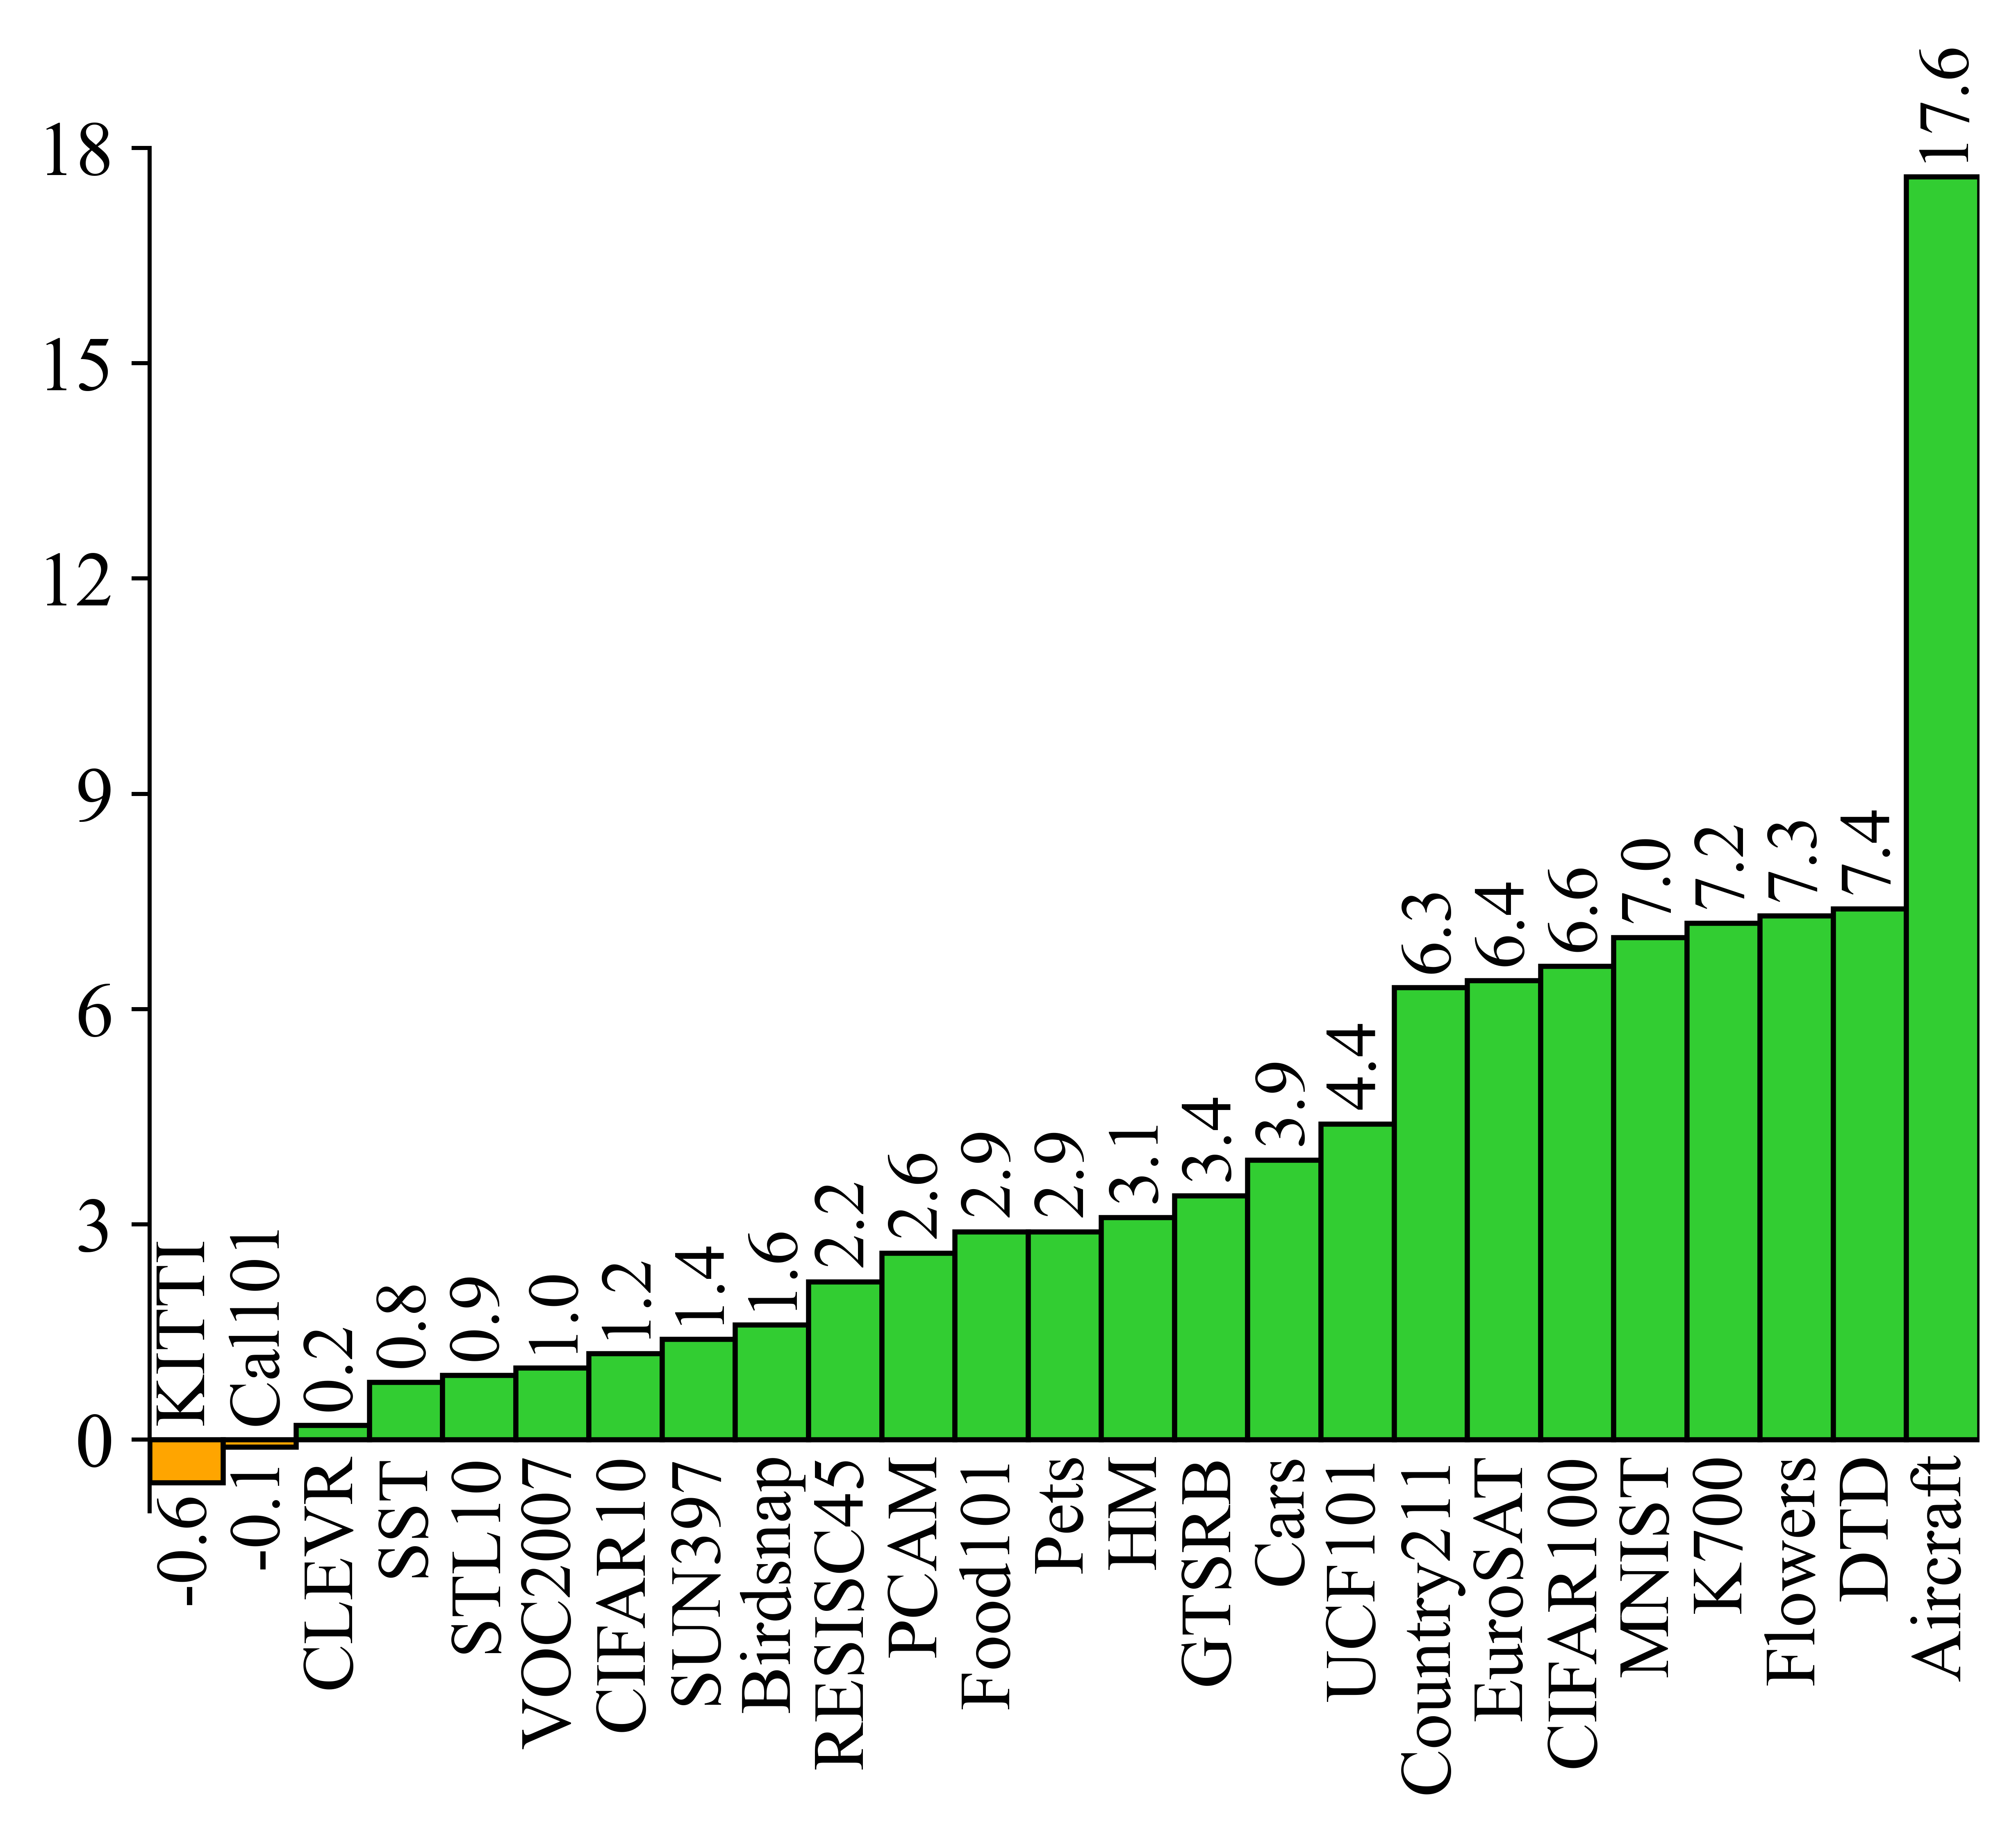 18
15
12
9
6
3
0
KITTI
Cal101
-0.6
-0.1
0.2
0.8
0.9
1.0
1.2
1.4
1.6
2.2
2.6
2.9
2.9
3.1
3.4
3.9
4.4
6.3
6.4
6.6
7.0
7.2
7.3
7.4
17.6
CLEVR
SST
STL10
VOC2007
CIFAR10
SUN397
Birdsnap
RESISC45
PCAM
Food101
Pets
HM
GTSRB
Cars
UCF101
Country211
EuroSAT
CIFAR100
MNIST
K700
Flowers
DTD
Aircraft